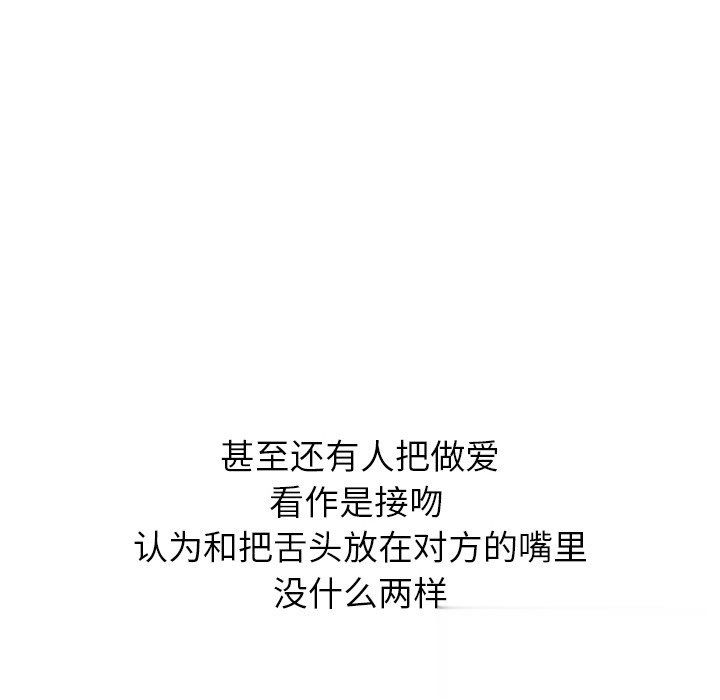 甚至还有人把做爱
看作是接吻
认为和把舌头放在对方的嘴里
没什么两样